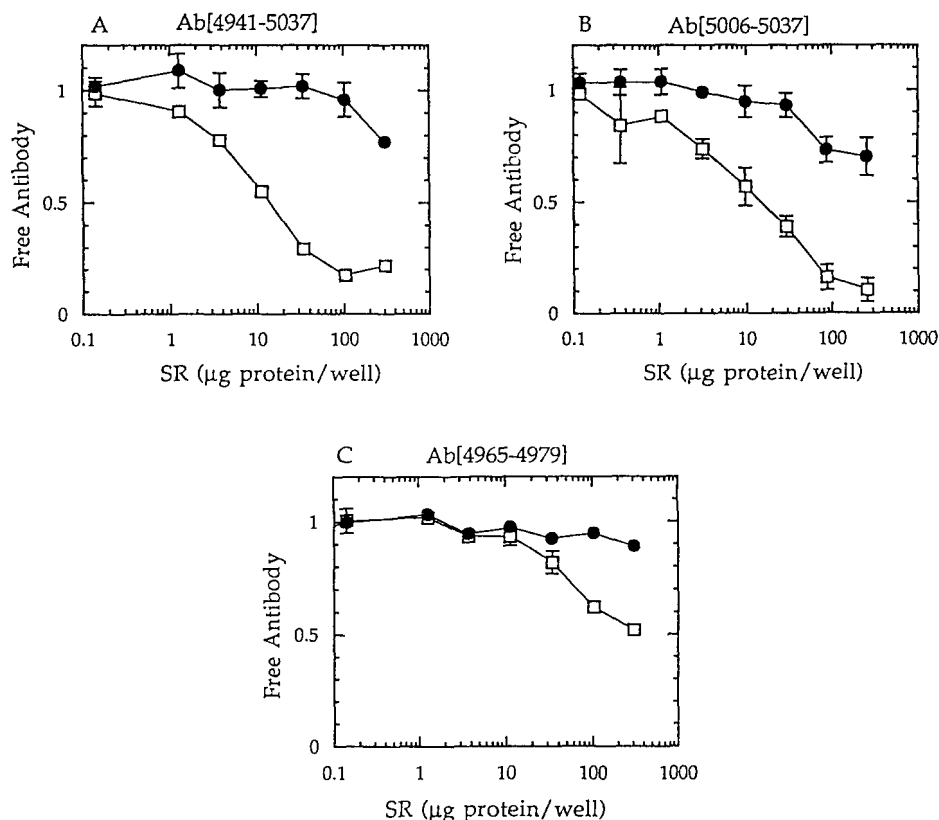 A Ab[4941-5037]
1
0.5
0
Free Antibody
0.1 1 10 100 1000
SR (μg protein/well)
B Ab[5006-5037]
1
0.5
0
Free Antibody
0.1 1 10 100 1000
SR (μg protein/well)
C Ab[4965-4979]
1
0.5
0
Free Antibody
0.1 1 10 100 1000
SR (μg protein/well)